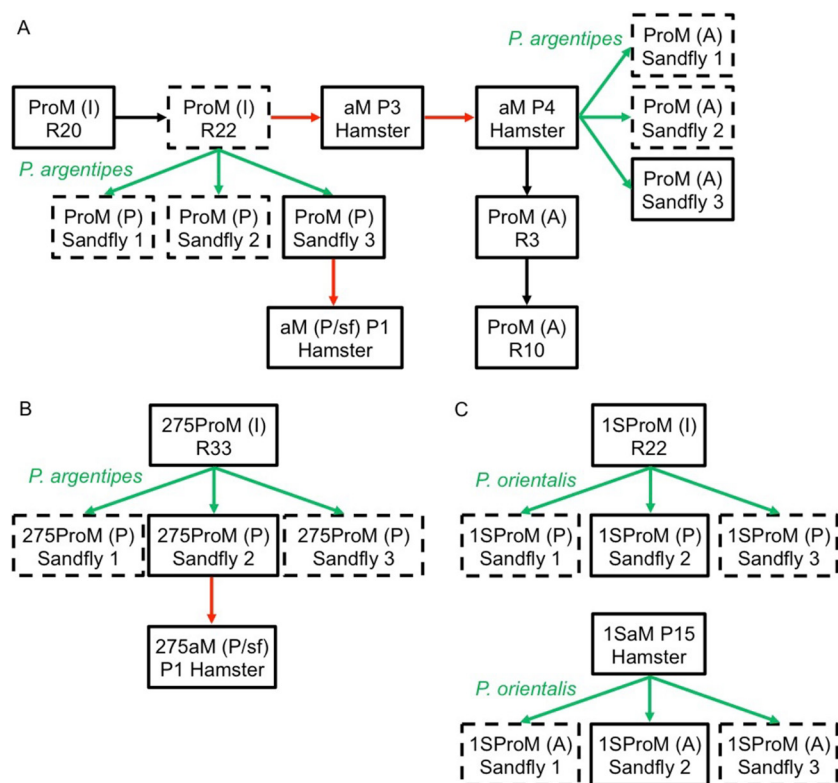 A
P. argentipes
ProM (A)
Sandfly 1
ProM (I)
R20
ProM (I)
R22
aM P3
Hamster
aM P4
Hamster
ProM (A)
Sandfly 2
P. argentipes
ProM (P)
Sandfly 1
ProM (P)
Sandfly 2
ProM (P)
Sandfly 3
ProM (A)
R3
ProM (A)
Sandfly 3
aM (P/sf) P1
Hamster
ProM (A)
R10
B
275ProM (I)
R33
P. argentipes
275ProM (P)
Sandfly 1
275ProM (P)
Sandfly 2
275ProM (P)
Sandfly 3
275aM (P/sf)
P1 Hamster
C
1SProM (I)
R22
P. orientalis
1SProM (P)
Sandfly 1
1SProM (P)
Sandfly 2
1SProM (P)
Sandfly 3
1SaM P15
Hamster
P. orientalis
1SProM (A)
Sandfly 1
1SProM (A)
Sandfly 2
1SProM (A)
Sandfly 3